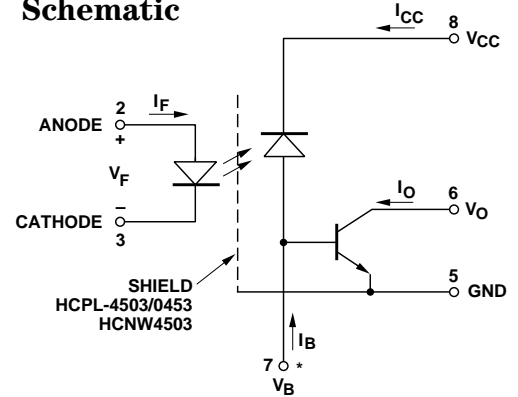 Schematic
ICC
8
VCC
2
IF
ANODE
+
VF
IO
6
VO
–
CATHODE
3
5
GND
SHIELD
HCPL-4503/0453
HCNW4503
IB
7 *
VB